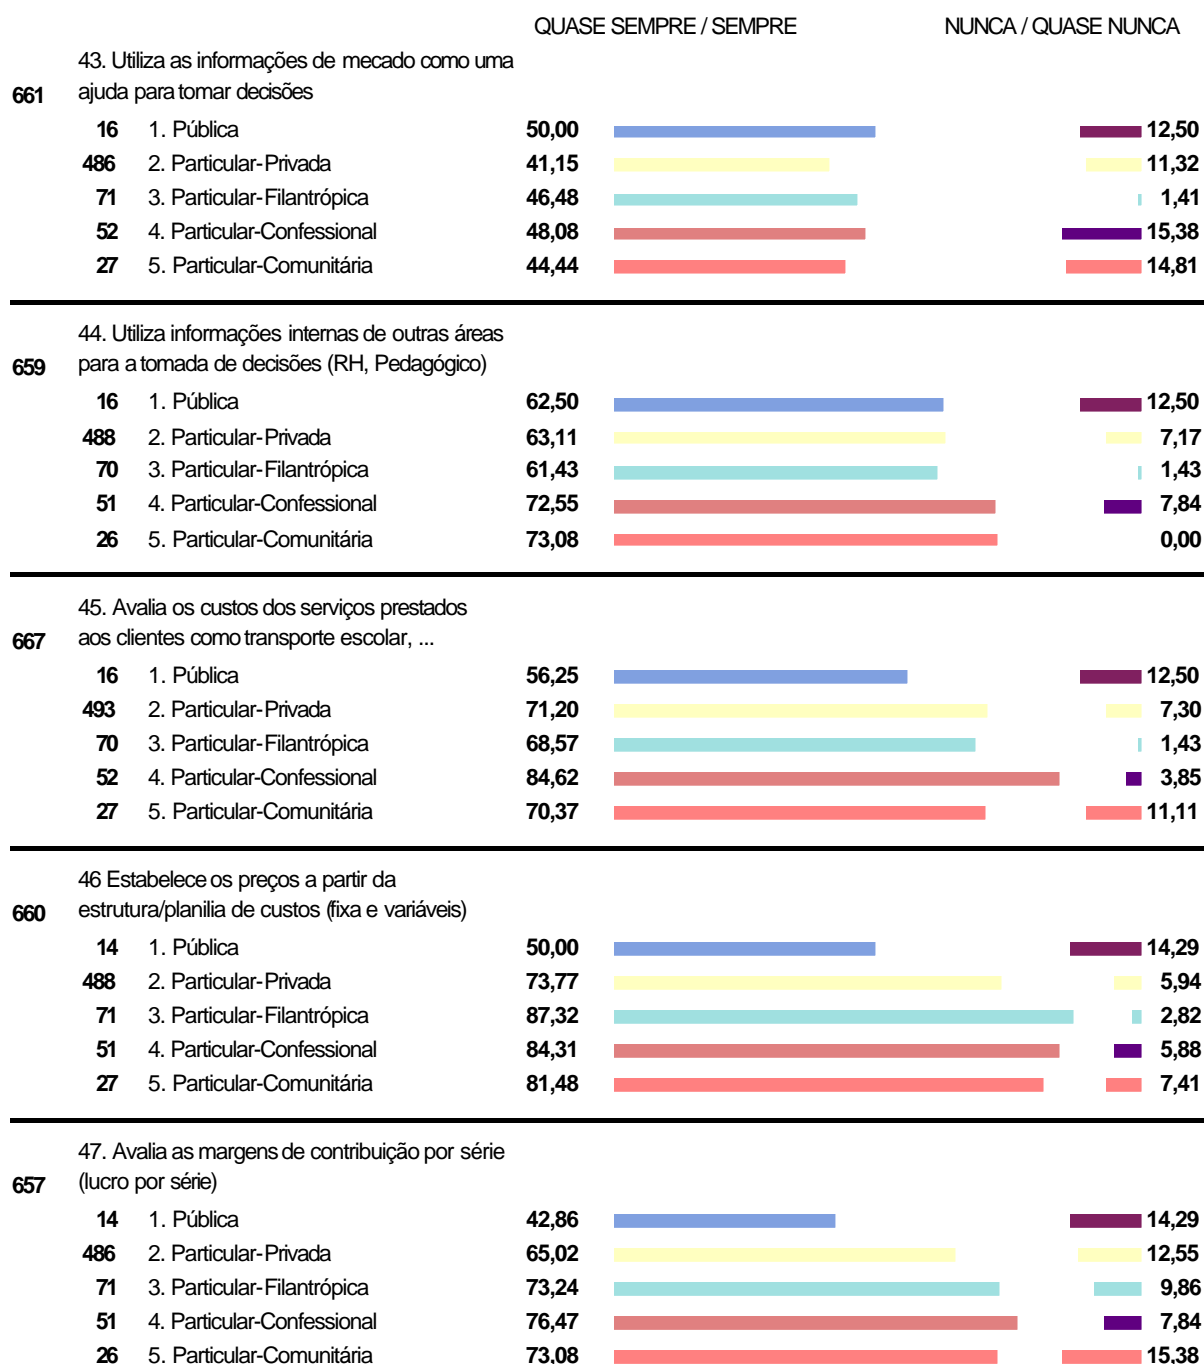 QUASE SEMPRE / SEMPRE NUNCA / QUASE NUNCA
43. Utiliza as informações de mecado como uma
661 ajuda para tomar decisões
16 1. Pública 50,00 12,50
486 2. Particular-Privada 41,15 11,32
71 3. Particular-Filantrópica 46,48 1,41
52 4. Particular-Confessional 48,08 15,38
27 5. Particular-Comunitária 44,44 14,81
44. Utiliza informações internas de outras áreas
659 para a tomada de decisões (RH, Pedagógico)
16 1. Pública 62,50 12,50
488 2. Particular-Privada 63,11 7,17
70 3. Particular-Filantrópica 61,43 1,43
51 4. Particular-Confessional 72,55 7,84
26 5. Particular-Comunitária 73,08 0,00
45. Avalia os custos dos serviços prestados
667 aos clientes como transporte escolar, ...
16 1. Pública 56,25 12,50
493 2. Particular-Privada 71,20 7,30
70 3. Particular-Filantrópica 68,57 1,43
52 4. Particular-Confessional 84,62 3,85
27 5. Particular-Comunitária 70,37 11,11
46 Estabelece os preços a partir da
660 estrutura/planilia de custos (fixa e variáveis)
14 1. Pública 50,00 14,29
488 2. Particular-Privada 73,77 5,94
71 3. Particular-Filantrópica 87,32 2,82
51 4. Particular-Confessional 84,31 5,88
27 5. Particular-Comunitária 81,48 7,41
47. Avalia as margens de contribuição por série
657 (lucro por série)
14 1. Pública 42,86 14,29
486 2. Particular-Privada 65,02 12,55
71 3. Particular-Filantrópica 73,24 9,86
51 4. Particular-Confessional 76,47 7,84
26 5. Particular-Comunitária 73,08 15,38